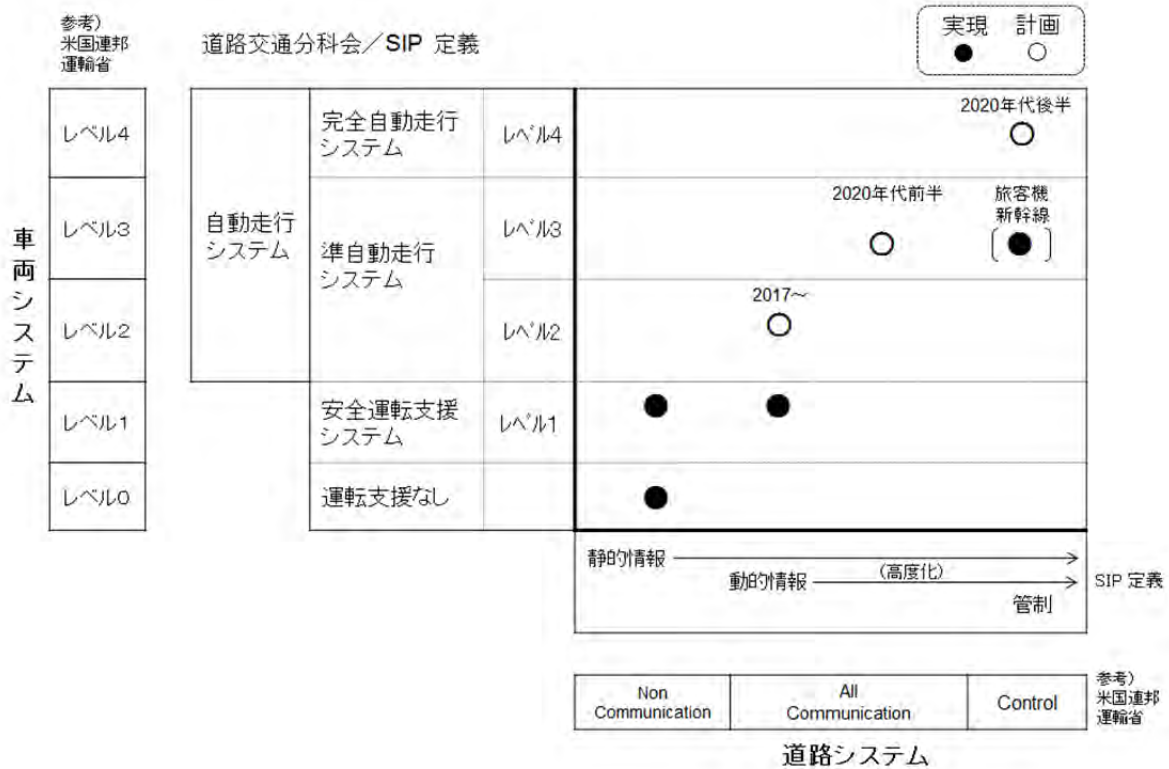 参考)
米国連邦
運輸省
道路交通分科会／SIP 定義
実現 計画
レベル4
完全自動走行
システム
レベル4
2020年代後半
車両システム
レベル3
自動走行
システム
準自動走行
システム
レベル3
2020年代前半
旅客機
新幹線
レベル2
レベル2
2017～
レベル1
安全運転支援
システム
レベル1
レベル0
運転支援なし
静的情報
(高度化)
動的情報
管制
SIP 定義
Non
Communication
All
Communication
Control
参考)
米国連邦
運輸省
道路システム